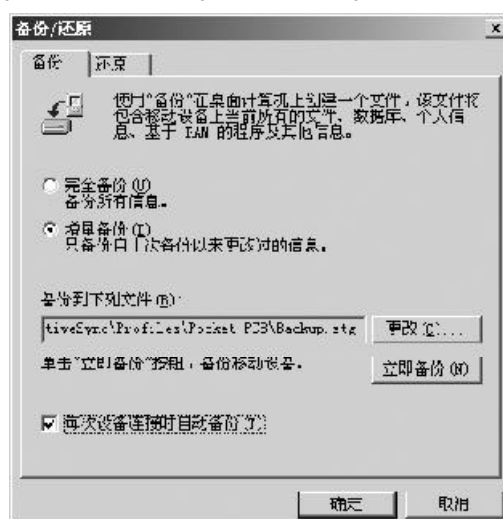 备份/还原
备份 还原
使用“备份”在桌面计算机上创建一个文件，该文件将
包含移动设备上当前所有的文件、数据库、个人信
息、基于 RAM 的程序及其他信息。
完全备份(U)
备份所有信息。
增量备份(I)
只备份自上次备份以来更改过的信息。
备份到下列文件(B):
tiveSync\Profiles\Pocket PC3\Backup.stg 更改(C)...
单击“立即备份”按钮，备份移动设备。
立即备份(N)
每次设备连接时自动备份(T)
确定 取消